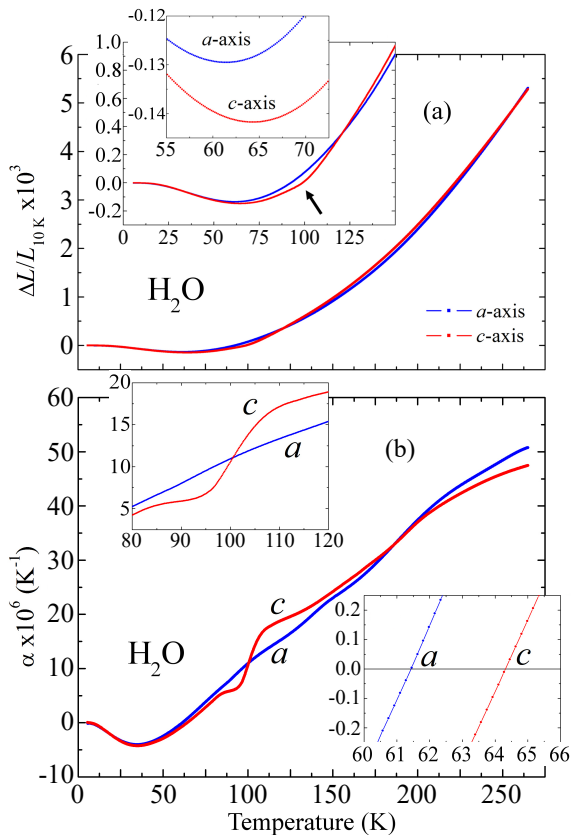 -0.12
-0.13
-0.14
a-axis
c-axis
55 60 65 70
1.0
0.8
0.6
0.4
0.2
0.0
-0.2
0 25 50 75 100 125
6
5
4
3
2
1
0
ΔL/L10 K x10³
(a)
H₂O
a-axis
c-axis
60
50
40
30
20
10
0
-10
α x10⁶ (K⁻¹)
20
15
10
5
80 90 100 110 120
c
a
(b)
c
a
H₂O
0.2
0.1
0.0
-0.1
-0.2
a
c
60 61 62 63 64 65 66
0 50 100 150 200 250
Temperature (K)